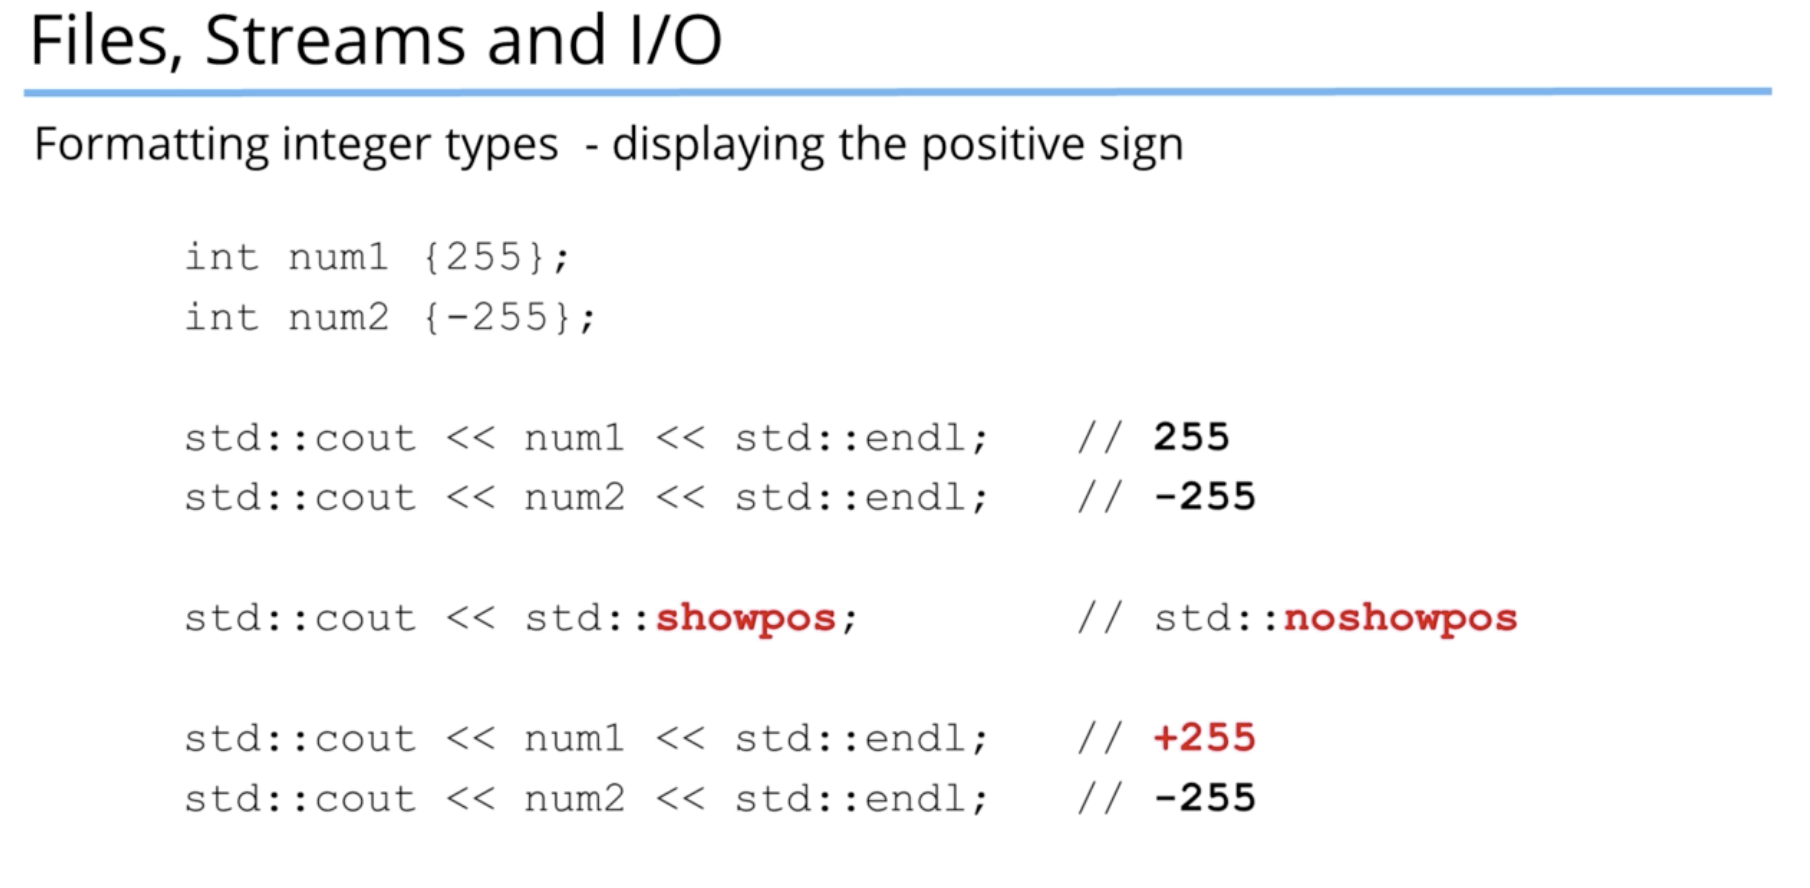 Files, Streams and I/O
Formatting integer types - displaying the positive sign
int num1 {255};
int num2 {-255};
std::cout << num1 << std::endl; // 255
std::cout << num2 << std::endl; // -255
std::cout << std::showpos; // std::noshowpos
std::cout << num1 << std::endl; // +255
std::cout << num2 << std::endl; // -255